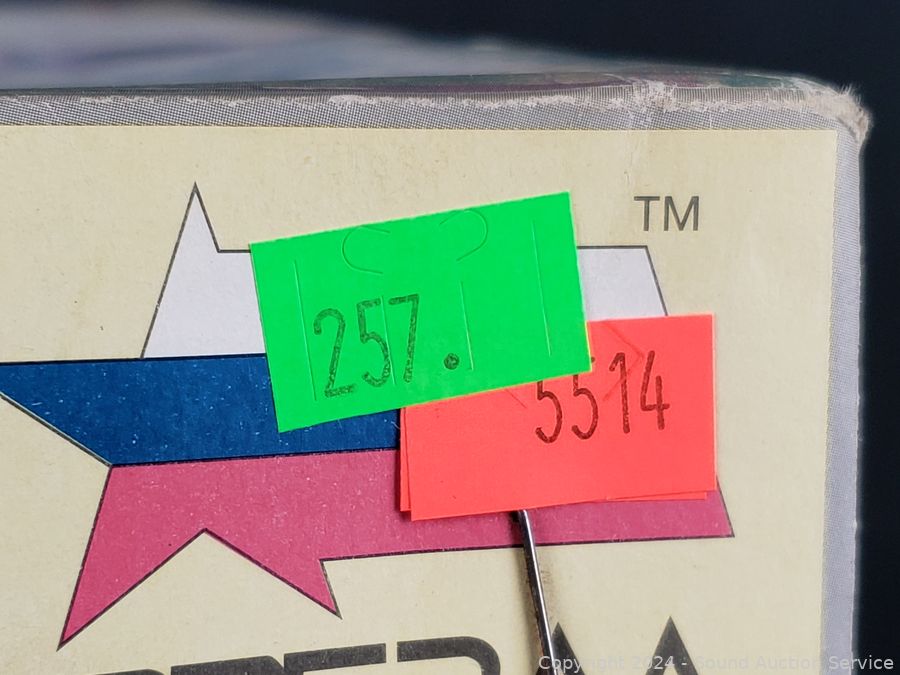 TM
257.
5514
Copyright 2024 - Sound Auction Service